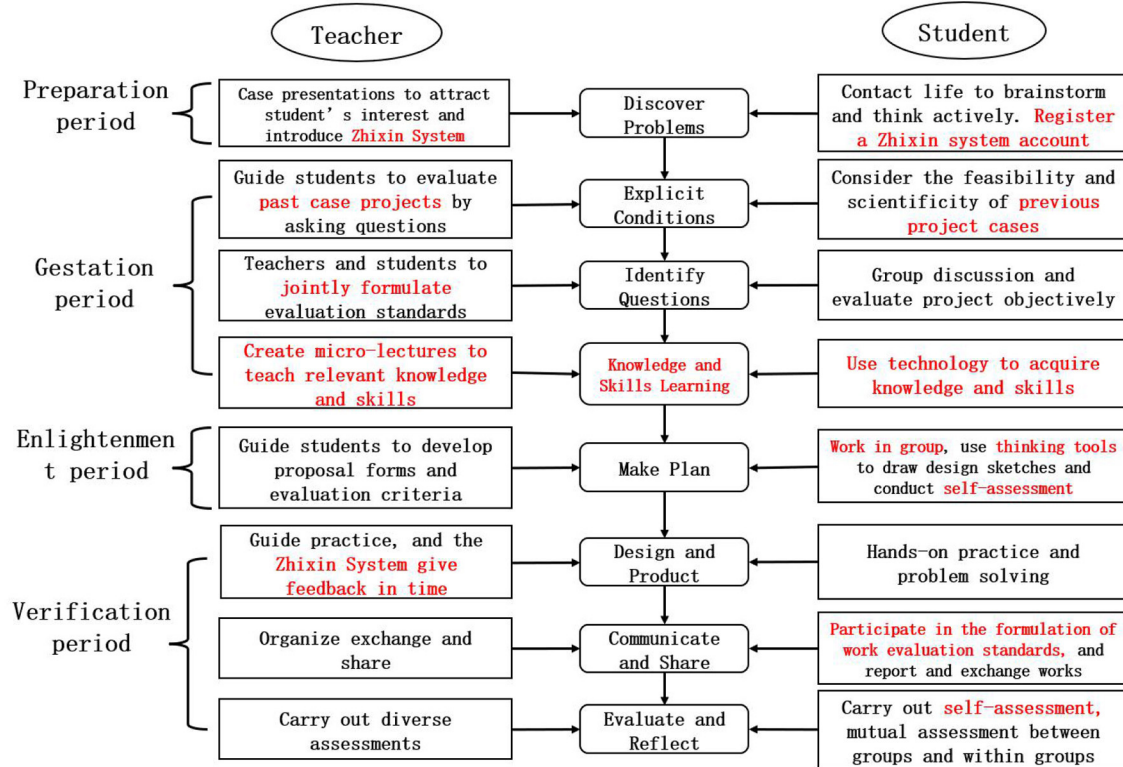 Teacher
Student
Preparation
period
Case presentations to attract
student's interest and
introduce Zhixin System
Discover
Problems
Contact life to brainstorm
and think actively. Register
a Zhixin system account
Gestation
period
Guide students to evaluate
past case projects by
asking questions
Explicit
Conditions
Consider the feasibility and
scientificity of previous
project cases
Teachers and students to
jointly formulate
evaluation standards
Identify
Questions
Group discussion and
evaluate project objectively
Create micro-lectures to
teach relevant knowledge
and skills
Knowledge and
Skills Learning
Use technology to acquire
knowledge and skills
Enlightenmen
t period
Guide students to develop
proposal forms and
evaluation criteria
Make Plan
Work in group, use thinking tools
to draw design sketches and
conduct self-assessment
Verification
period
Guide practice, and the
Zhixin System give
feedback in time
Design and
Product
Hands-on practice and
problem solving
Organize exchange and
share
Communicate
and Share
Participate in the formulation of
work evaluation standards, and
report and exchange works
Carry out diverse
assessments
Evaluate and
Reflect
Carry out self-assessment,
mutual assessment between
groups and within groups